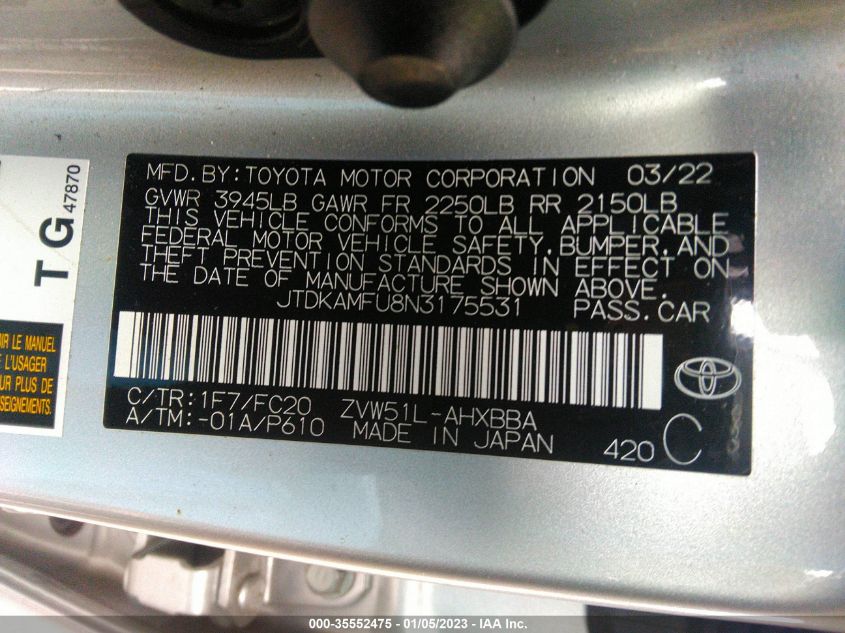 MFD.BY:TOYOTA MOTOR CORPORATION 03/22
GVWR 3945LB GAWR FR 2250LB RR 2150LB
THIS VEHICLE CONFORMS TO ALL APPLICABLE
FEDERAL MOTOR VEHICLE SAFETY,BUMPER,AND
THEFT PREVENTION STANDARDS IN EFFECT ON
THE DATE OF MANUFACTURE SHOWN ABOVE.
JTDKAMFU8N3175531 PASS.CAR
C/TR:1F7/FC20 ZVW51L-AHXBBA
A/TM:-01A/P610 MADE IN JAPAN
420 C
TG
47870
IR LE MANUEL
E L'USAGER
UR PLUS DE
SEIGNEMENTS.
000-35552475 - 01/05/2023 - IAA Inc.